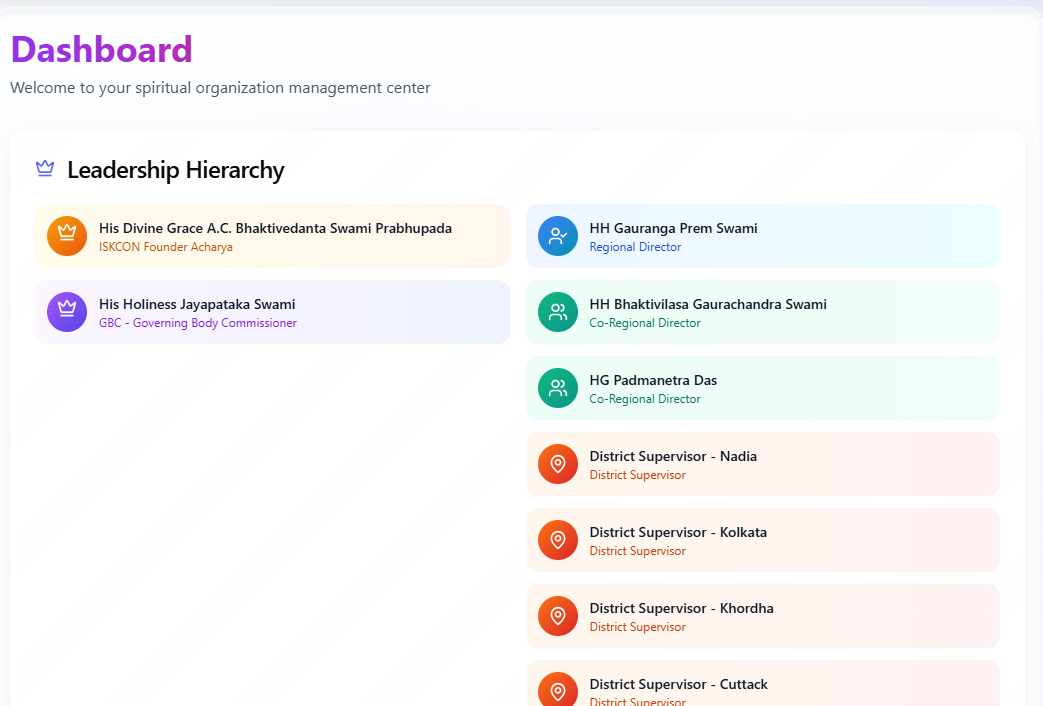 Dashboard
Welcome to your spiritual organization management center
Leadership Hierarchy
His Divine Grace A.C. Bhaktivedanta Swami Prabhupada
ISKCON Founder Acharya
His Holiness Jayapataka Swami
GBC - Governing Body Commissioner
HH Gauranga Prem Swami
Regional Director
HH Bhaktivilasa Gaurachandra Swami
Co-Regional Director
HG Padmanetra Das
Co-Regional Director
District Supervisor - Nadia
District Supervisor
District Supervisor - Kolkata
District Supervisor
District Supervisor - Khordha
District Supervisor
District Supervisor - Cuttack
District Supervisor